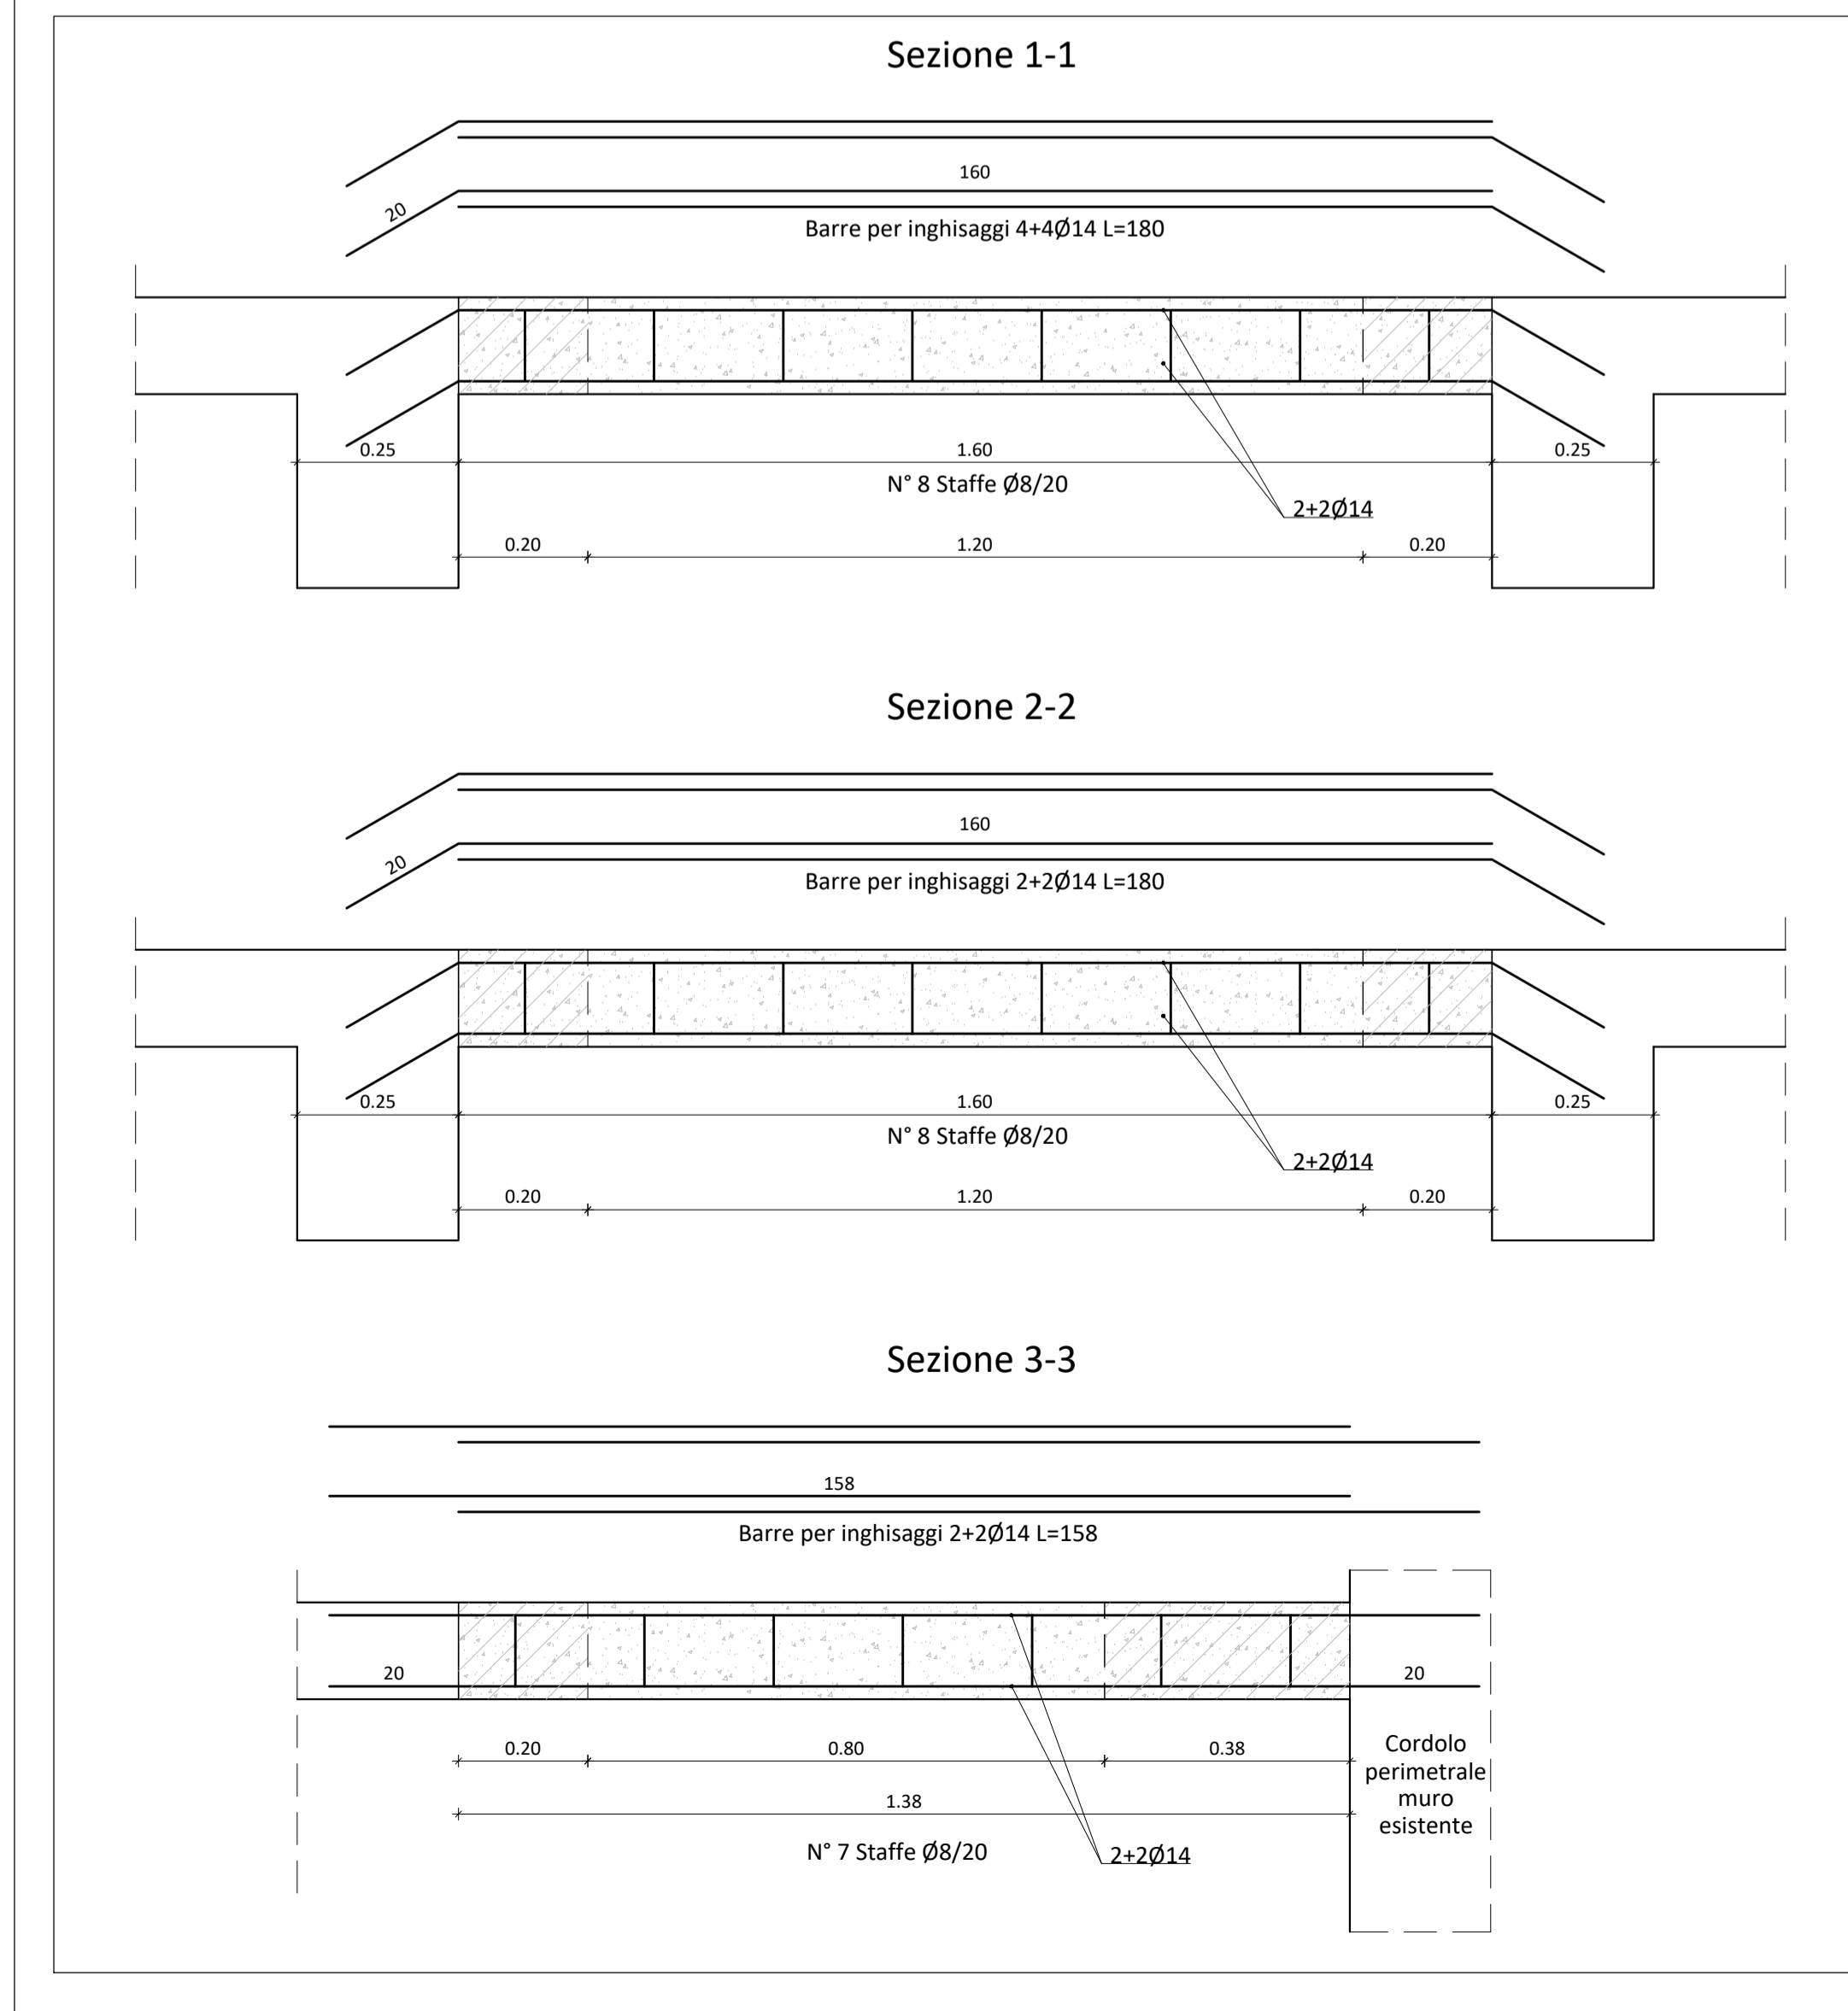 Sezione 1-1
160
20
Barre per inghisaggi 4+4Ø14 L=180
0.25
1.60
0.25
N° 8 Staffe Ø8/20
2+2Ø14
0.20
1.20
0.20
Sezione 2-2
160
20
Barre per inghisaggi 2+2Ø14 L=180
0.25
1.60
0.25
N° 8 Staffe Ø8/20
2+2Ø14
0.20
1.20
0.20
Sezione 3-3
158
Barre per inghisaggi 2+2Ø14 L=158
20
20
0.20
0.80
0.38
Cordolo
perimetrale
muro
esistente
1.38
N° 7 Staffe Ø8/20
2+2Ø14